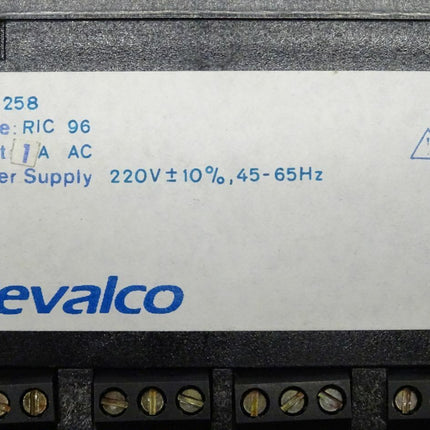 258
e: RIC 96
t 1 A AC
er Supply 220V ± 10%, 45-65Hz
evalco